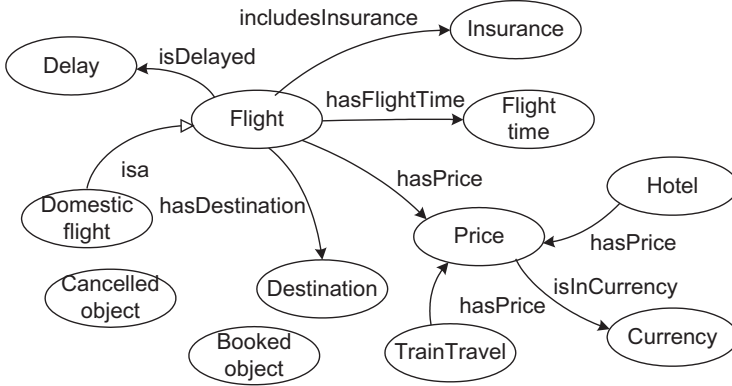 includesInsurance
Insurance
Delay
isDelayed
Flight
hasFlightTime
Flight
time
isa
hasPrice
Hotel
Domestic
flight
hasDestination
Price
hasPrice
Cancelled
object
Destination
hasPrice
isInCurrency
Booked
object
TrainTravel
Currency